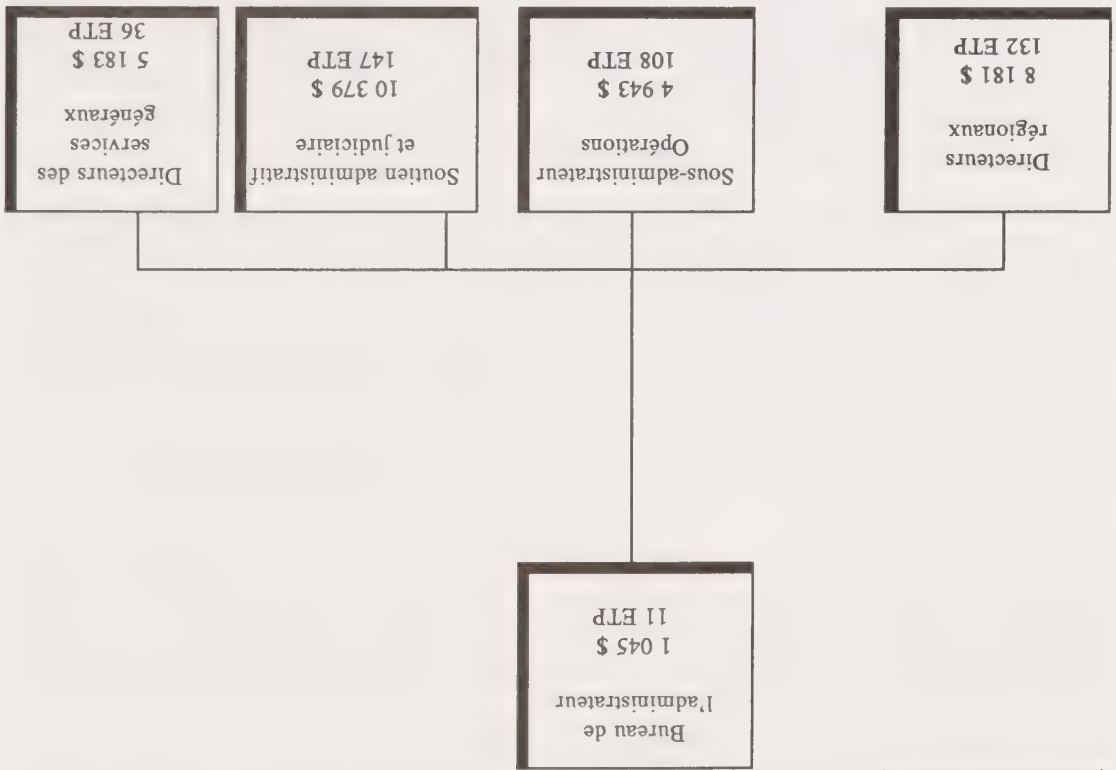 Bureau de
l'administrateur
1 045 $
11 ETP
Directeurs
régionaux
8 181 $
132 ETP
Sous-administrateur
Opérations
4 943 $
108 ETP
Soutien administratif
et judiciaire
10 379 $
147 ETP
Directeurs des
services
généraux
5 183 $
36 ETP